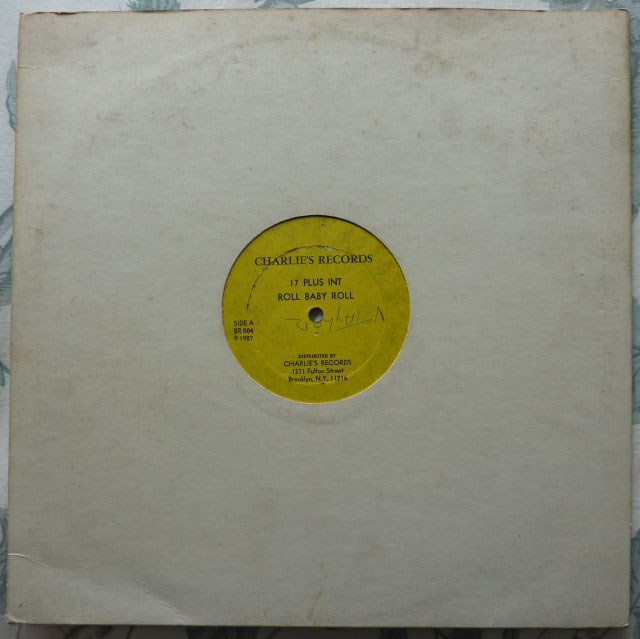 CHARLIE'S RECORDS
17 PLUS INT
ROLL BABY ROLL
SIDE A
BR 004
℗ 1987
DISTRIBUTED BY
CHARLIE'S RECORDS
1271 Fulton Street
Brooklyn, N.Y. 11216